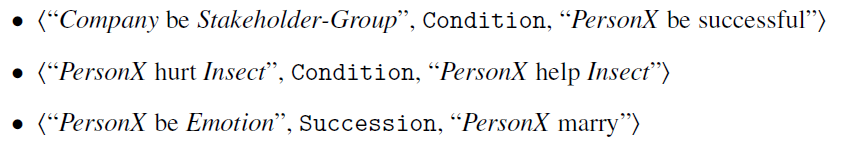 • ⟨“Company be Stakeholder-Group”, Condition, “PersonX be successful”⟩
• ⟨“PersonX hurt Insect”, Condition, “PersonX help Insect”⟩
• ⟨“PersonX be Emotion”, Succession, “PersonX marry”⟩